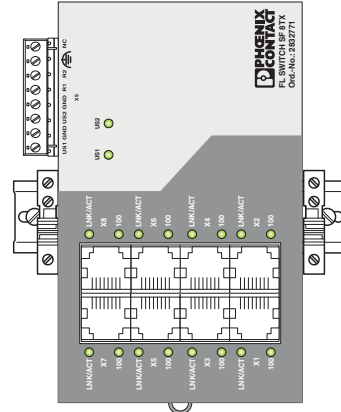 PHŒNIX
CONTACT
FL SWITCH SF 8TX
Ord.-No.: 2832771
US1 GND US2 GND R1 R2 NC
X9
US2
US1
LNK/ACT X8 100
LNK/ACT X6 100
LNK/ACT X4 100
LNK/ACT X2 100
LNK/ACT X7 100
LNK/ACT X5 100
LNK/ACT X3 100
LNK/ACT X1 100